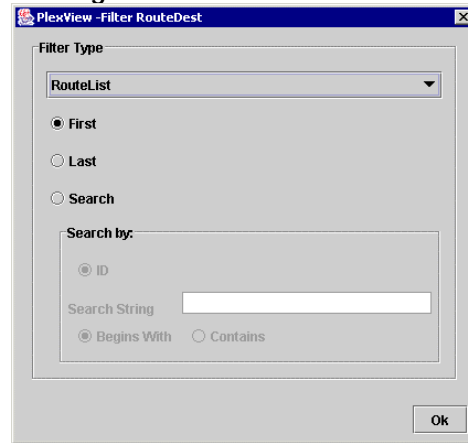 PlexView -Filter RouteDest
Filter Type
RouteList
First
Last
Search
Search by:
ID
Search String
Begins With Contains
Ok